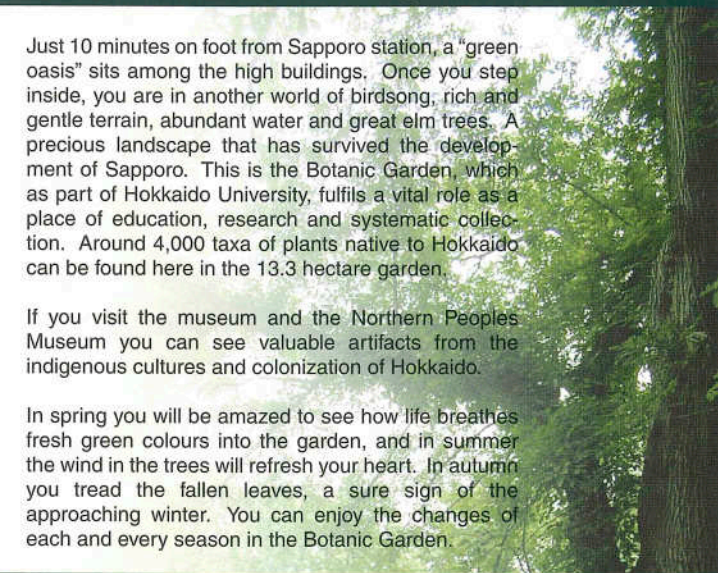 Just 10 minutes on foot from Sapporo station, a "green
oasis" sits among the high buildings. Once you step
inside, you are in another world of birdsong, rich and
gentle terrain, abundant water and great elm trees. A
precious landscape that has survived the develop-
ment of Sapporo. This is the Botanic Garden, which
as part of Hokkaido University, fulfils a vital role as a
place of education, research and systematic collec-
tion. Around 4,000 taxa of plants native to Hokkaido
can be found here in the 13.3 hectare garden.

If you visit the museum and the Northern Peoples
Museum you can see valuable artifacts from the
indigenous cultures and colonization of Hokkaido.

In spring you will be amazed to see how life breathes
fresh green colours into the garden, and in summer
the wind in the trees will refresh your heart. In autumn
you tread the fallen leaves, a sure sign of the
approaching winter. You can enjoy the changes of
each and every season in the Botanic Garden.